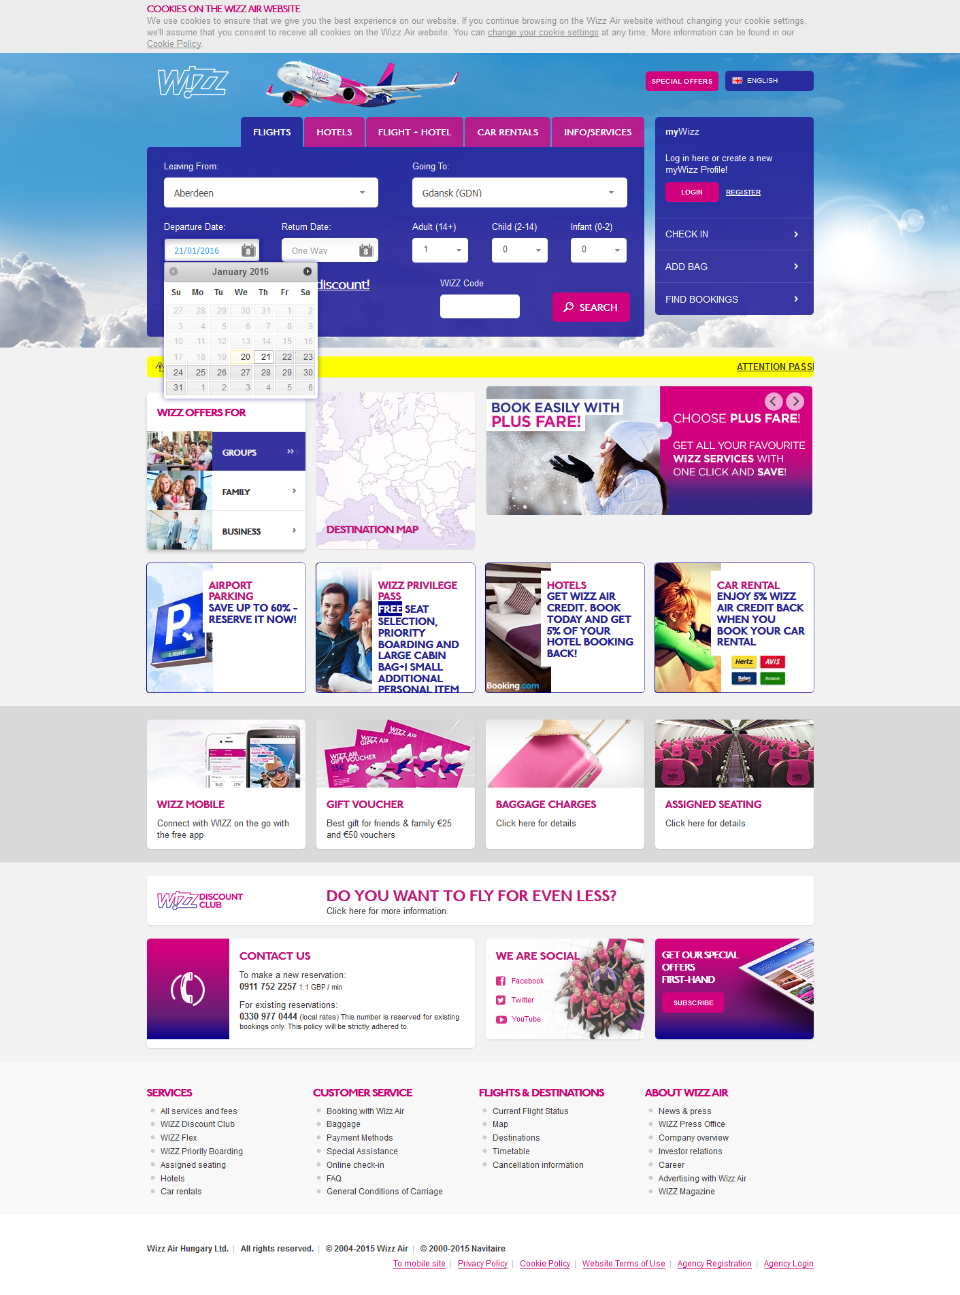 COOKIES ON THE WIZZ AIR WEBSITE
We use cookies to ensure that we give you the best experience on our website. If you continue browsing on the Wizz Air website without changing your cookie settings,
we'll assume that you consent to receive all cookies on the Wizz Air website. You can change your cookie settings at any time. More information can be found in our
Cookie Policy.
WIZZ
SPECIAL OFFERS
ENGLISH
FLIGHTS
HOTELS
FLIGHT + HOTEL
CAR RENTALS
INFO/SERVICES
Leaving From:
Going To:
Aberdeen
Gdansk (GDN)
Departure Date:
Return Date:
Adult (14+)
Child (2-14)
Infant (0-2)
21/01/2016
One Way
1
0
0
January 2016
Su Mo Tu We Th Fr Sa
27 28 29 30 31 1 2
3 4 5 6 7 8 9
10 11 12 13 14 15 16
17 18 19 20 21 22 23
24 25 26 27 28 29 30
31 1 2 3 4 5 6
discount!
WIZZ Code
SEARCH
myWizz
Log in here or create a new
myWizz Profile!
LOGIN
REGISTER
CHECK IN
ADD BAG
FIND BOOKINGS
ATTENTION PASS
WIZZ OFFERS FOR
GROUPS
FAMILY
BUSINESS
DESTINATION MAP
BOOK EASILY WITH
PLUS FARE!
CHOOSE PLUS FARE!
GET ALL YOUR FAVOURITE
WIZZ SERVICES WITH
ONE CLICK AND SAVE!
AIRPORT
PARKING
SAVE UP TO 60% -
RESERVE IT NOW!
P
WIZZ PRIVILEGE
PASS
FREE SEAT
SELECTION,
PRIORITY
BOARDING AND
LARGE CABIN
BAG+1 SMALL
ADDITIONAL
PERSONAL ITEM
HOTELS
GET WIZZ AIR
CREDIT. BOOK
TODAY AND GET
5% OF YOUR
HOTEL BOOKING
BACK!
Booking.com
CAR RENTAL
ENJOY 5% WIZZ
AIR CREDIT BACK
WHEN YOU
BOOK YOUR CAR
RENTAL
Hertz
AVIS
Budget
WIZZ MOBILE
Connect with WIZZ on the go with
the free app
WIZZ AIR
GIFT VOUCHER
GIFT VOUCHER
Best gift for friends & family €25
and €50 vouchers
BAGGAGE CHARGES
Click here for details
ASSIGNED SEATING
Click here for details
WIZZ DISCOUNT
CLUB
DO YOU WANT TO FLY FOR EVEN LESS?
Click here for more information.
CONTACT US
To make a new reservation:
0911 752 2257 1.1 GBP / min
For existing reservations:
0330 977 0444 (local rates) This number is reserved for existing
bookings only. This policy will be strictly adhered to.
WE ARE SOCIAL
Facebook
Twitter
YouTube
GET OUR SPECIAL
OFFERS
FIRST-HAND
SUBSCRIBE
SERVICES
All services and fees
WIZZ Discount Club
WIZZ Flex
WIZZ Priority Boarding
Assigned seating
Hotels
Car rentals
CUSTOMER SERVICE
Booking with Wizz Air
Baggage
Payment Methods
Special Assistance
Online check-in
FAQ
General Conditions of Carriage
FLIGHTS & DESTINATIONS
Current Flight Status
Map
Destinations
Timetable
Cancellation information
ABOUT WIZZ AIR
News & press
WIZZ Press Office
Company overview
Investor relations
Career
Advertising with Wizz Air
WIZZ Magazine
Wizz Air Hungary Ltd. | All rights reserved. | © 2004-2015 Wizz Air | © 2000-2015 Navitaire
To mobile site | Privacy Policy | Cookie Policy | Website Terms of Use | Agency Registration | Agency Login